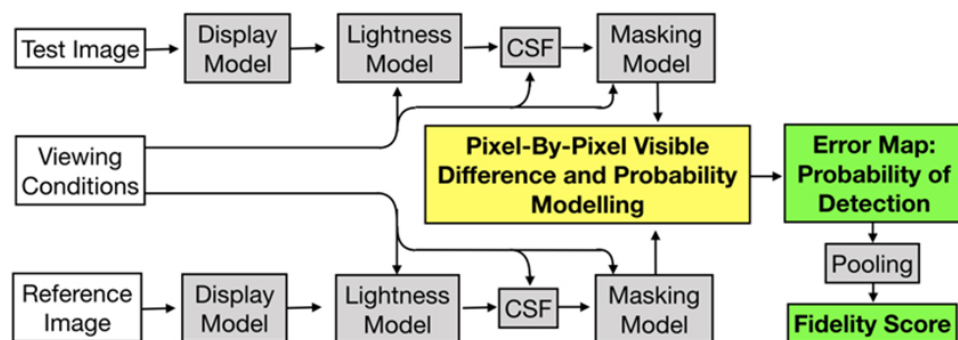 Test Image
Display
Model
Lightness
Model
CSF
Masking
Model
Viewing
Conditions
Pixel-By-Pixel Visible
Difference and Probability
Modelling
Error Map:
Probability of
Detection
Pooling
Fidelity Score
Reference
Image
Display
Model
Lightness
Model
CSF
Masking
Model